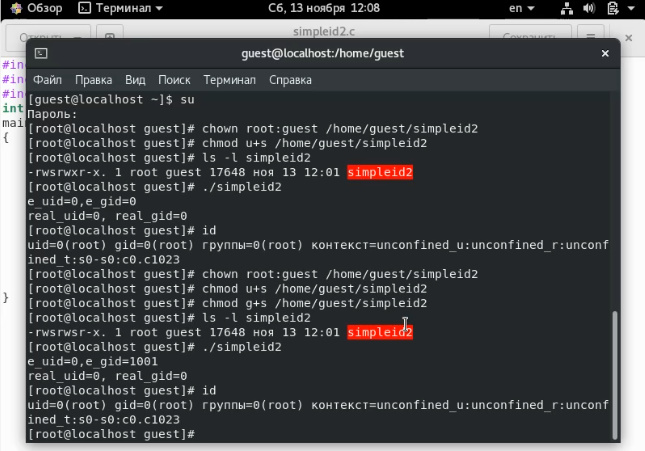 Обзор Терминал Сб, 13 ноября 12:08 en
Открыть simpleid2.c Сохранить
guest@localhost:/home/guest
Файл Правка Вид Поиск Терминал Справка
#in
#in
#in
int
mai
{
}
[guest@localhost ~]$ su
Пароль:
[root@localhost guest]# chown root:guest /home/guest/simpleid2
[root@localhost guest]# chmod u+s /home/guest/simpleid2
[root@localhost guest]# ls -l simpleid2
-rwsrwxr-x. 1 root guest 17648 ноя 13 12:01 simpleid2
[root@localhost guest]# ./simpleid2
e_uid=0,e_gid=0
real_uid=0, real_gid=0
[root@localhost guest]# id
uid=0(root) gid=0(root) группы=0(root) контекст=unconfined_u:unconfined_r:unconf
ined_t:s0-s0:c0.c1023
[root@localhost guest]# chown root:guest /home/guest/simpleid2
[root@localhost guest]# chmod u+s /home/guest/simpleid2
[root@localhost guest]# chmod g+s /home/guest/simpleid2
[root@localhost guest]# ls -l simpleid2
-rwsrwsr-x. 1 root guest 17648 ноя 13 12:01 simpleid2
[root@localhost guest]# ./simpleid2
e_uid=0,e_gid=1001
real_uid=0, real_gid=0
[root@localhost guest]# id
uid=0(root) gid=0(root) группы=0(root) контекст=unconfined_u:unconfined_r:unconf
ined_t:s0-s0:c0.c1023
[root@localhost guest]#